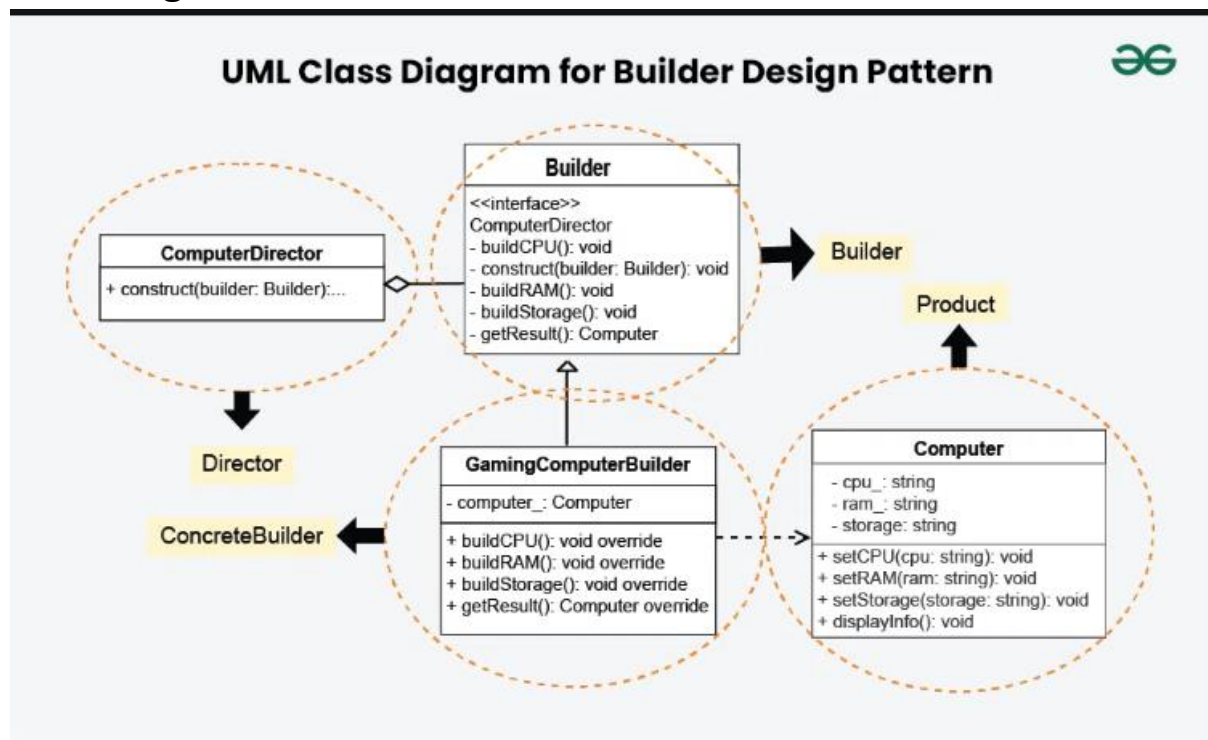 UML Class Diagram for Builder Design Pattern
Builder
<<interface>>
ComputerDirector
- buildCPU(): void
- construct(builder: Builder): void
- buildRAM(): void
- buildStorage(): void
- getResult(): Computer
ComputerDirector
+ construct(builder: Builder):...
Builder
Product
Director
ConcreteBuilder
GamingComputerBuilder
- computer_: Computer
+ buildCPU(): void override
+ buildRAM(): void override
+ buildStorage(): void override
+ getResult(): Computer override
Computer
- cpu_: string
- ram_: string
- storage: string
+ setCPU(cpu: string): void
+ setRAM(ram: string): void
+ setStorage(storage: string): void
+ displayInfo(): void